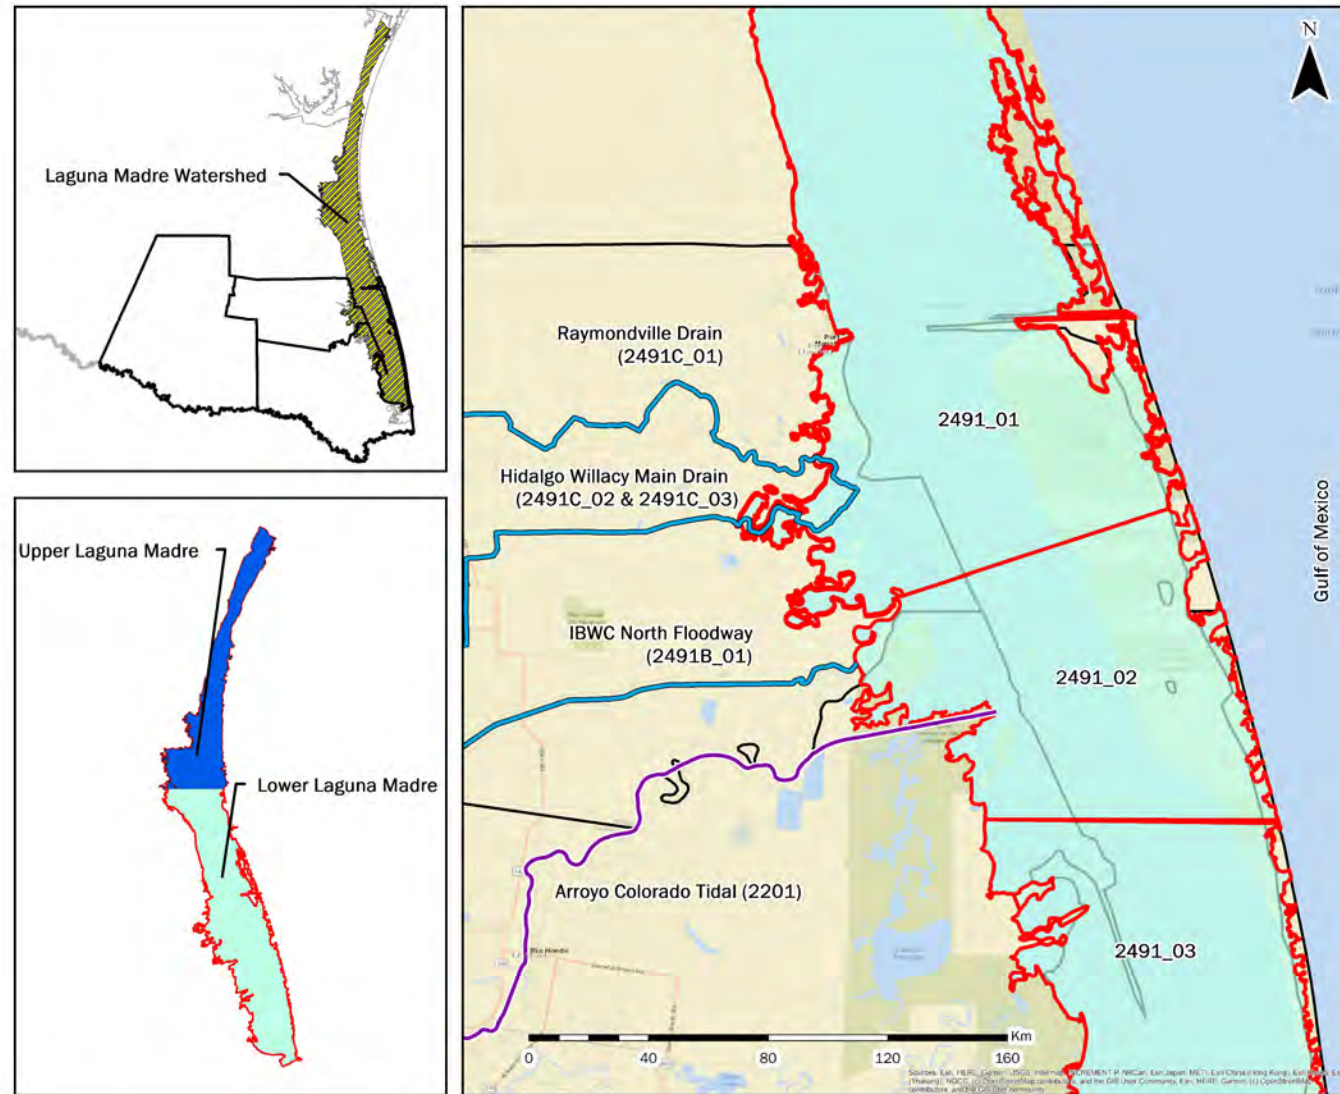 Laguna Madre Watershed
Upper Laguna Madre
Lower Laguna Madre
N
Raymondville Drain
(2491C_01)
2491_01
Hidalgo Willacy Main Drain
(2491C_02 & 2491C_03)
Gulf of Mexico
IBWC North Floodway
(2491B_01)
2491_02
Arroyo Colorado Tidal (2201)
Rio Hondo
2491_03
Km
0 40 80 120 160